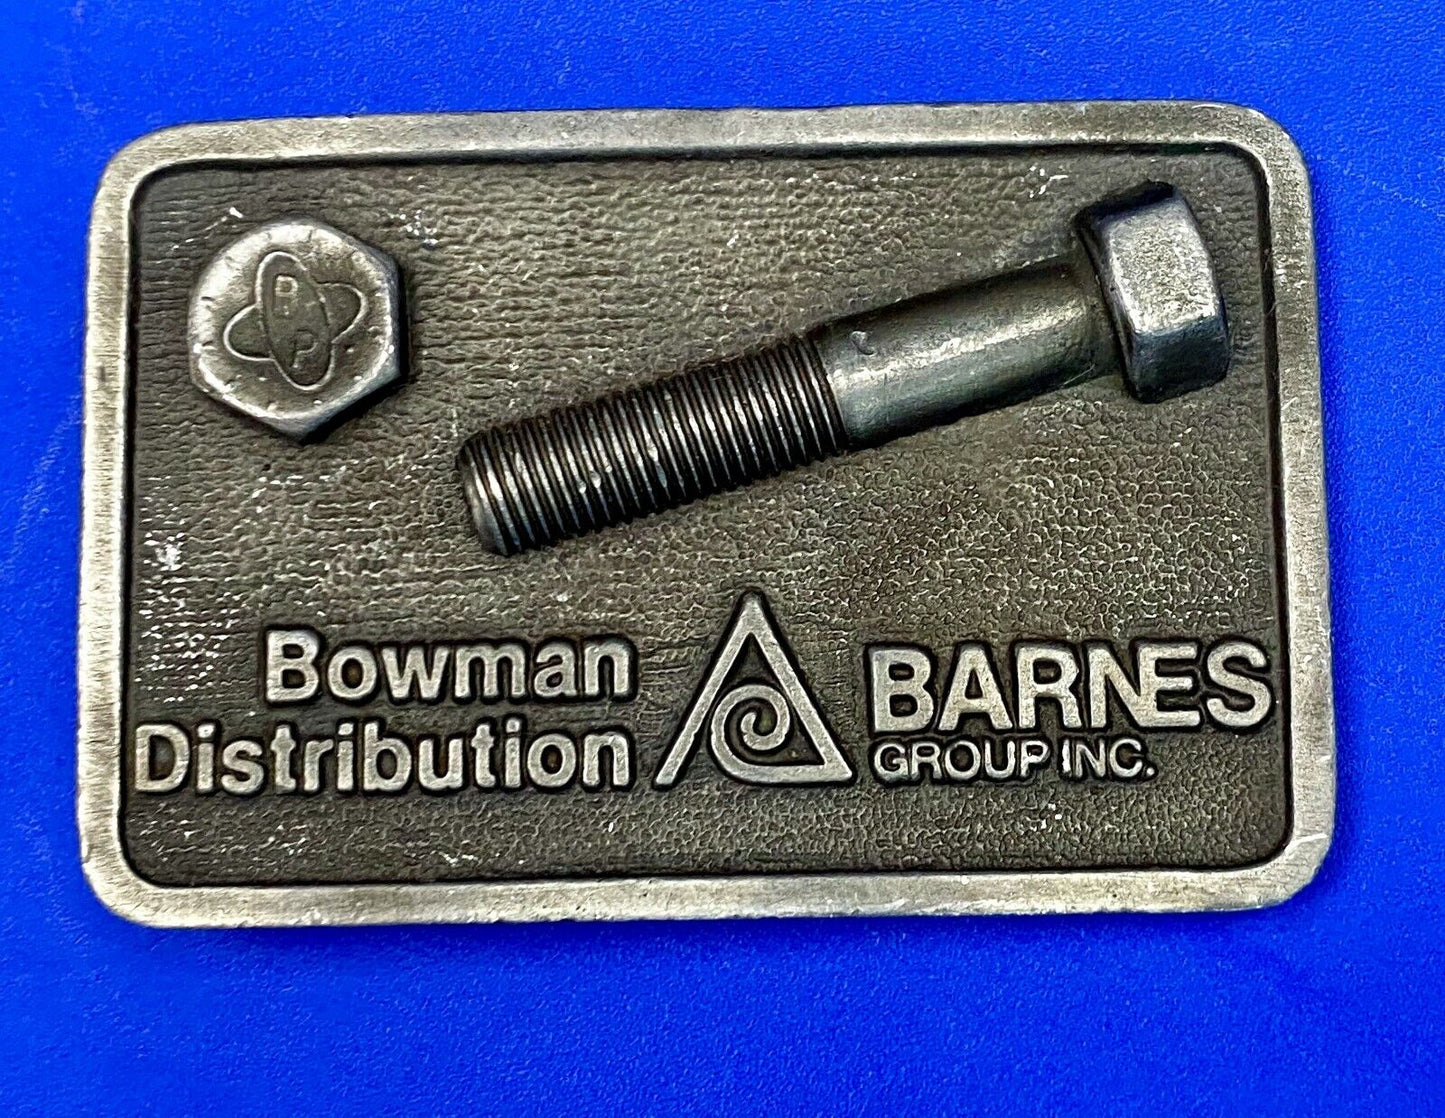 Bowman
Distribution
BARNES
GROUP INC.